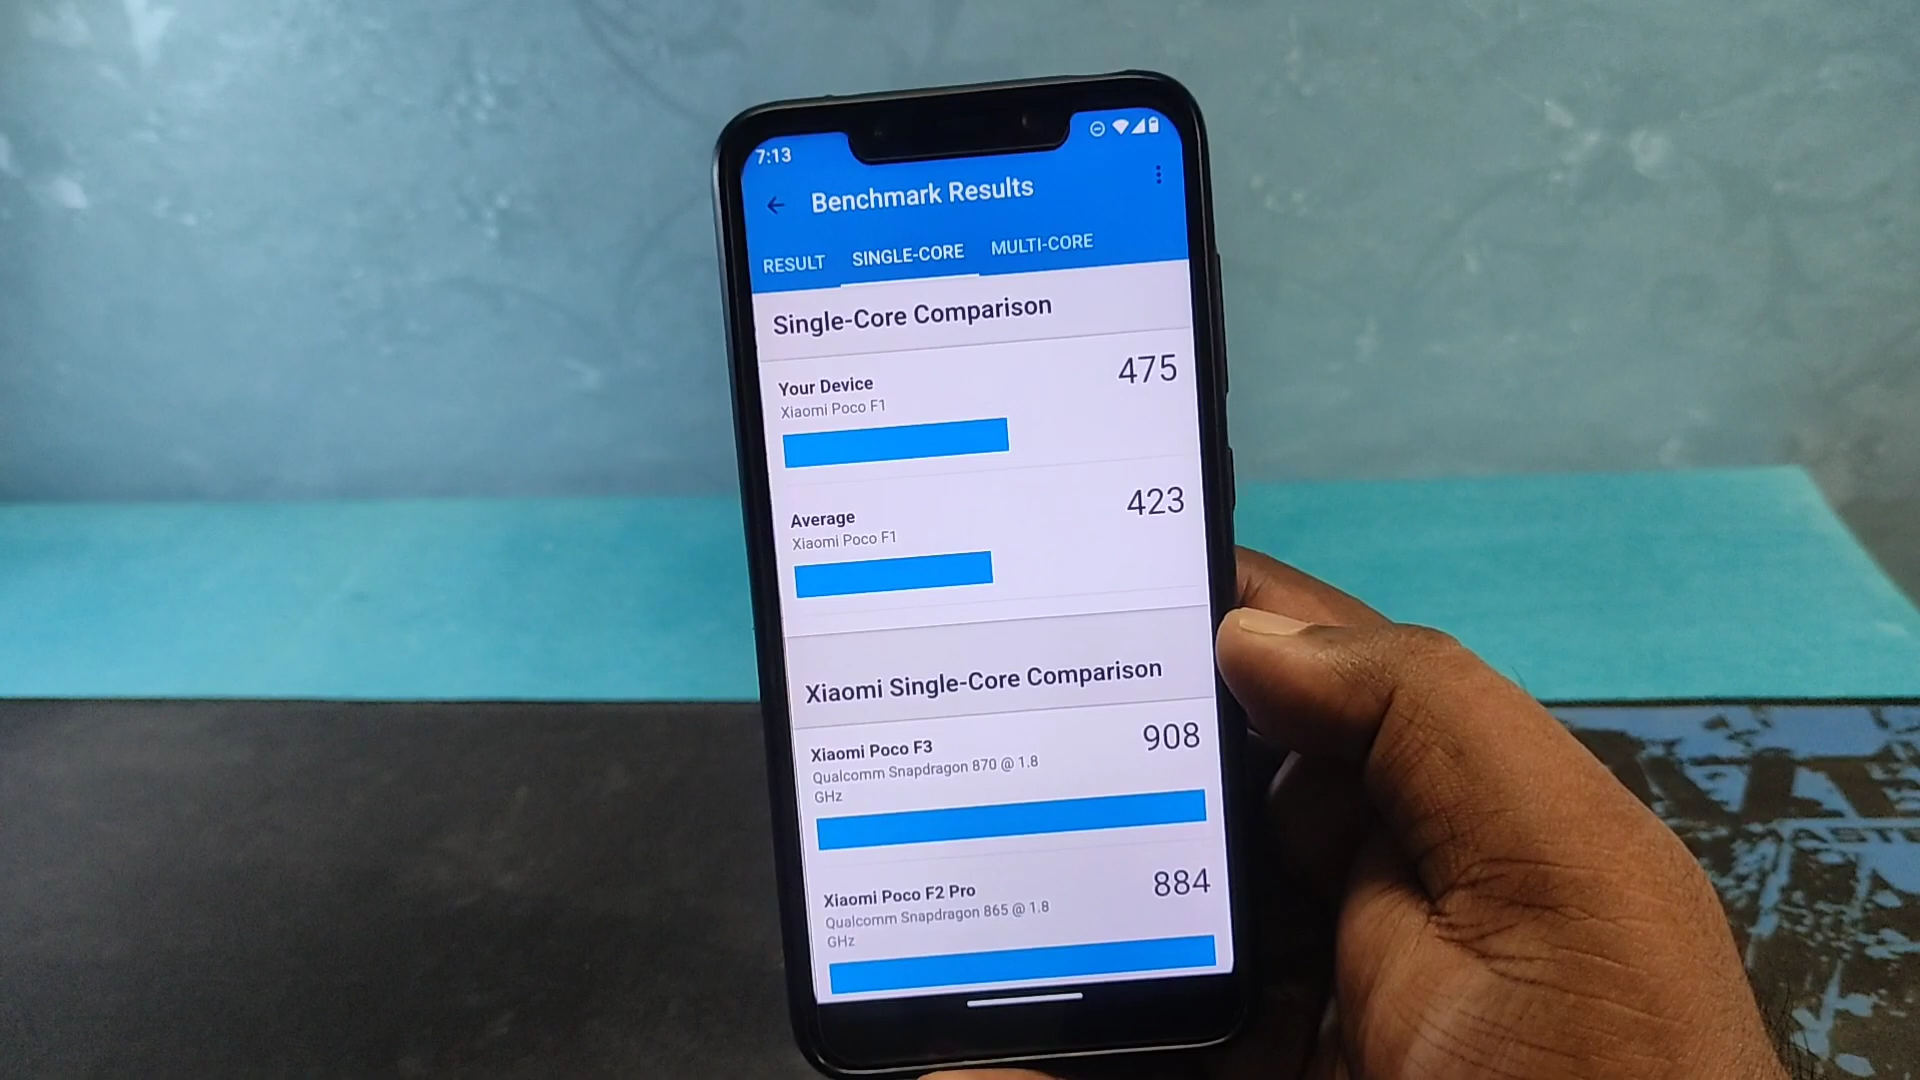 7:13
Benchmark Results
RESULT SINGLE-CORE MULTI-CORE
Single-Core Comparison
Your Device 475
Xiaomi Poco F1
Average 423
Xiaomi Poco F1
Xiaomi Single-Core Comparison
Xiaomi Poco F3 908
Qualcomm Snapdragon 870 @ 1.8
GHz
Xiaomi Poco F2 Pro 884
Qualcomm Snapdragon 865 @ 1.8
GHz